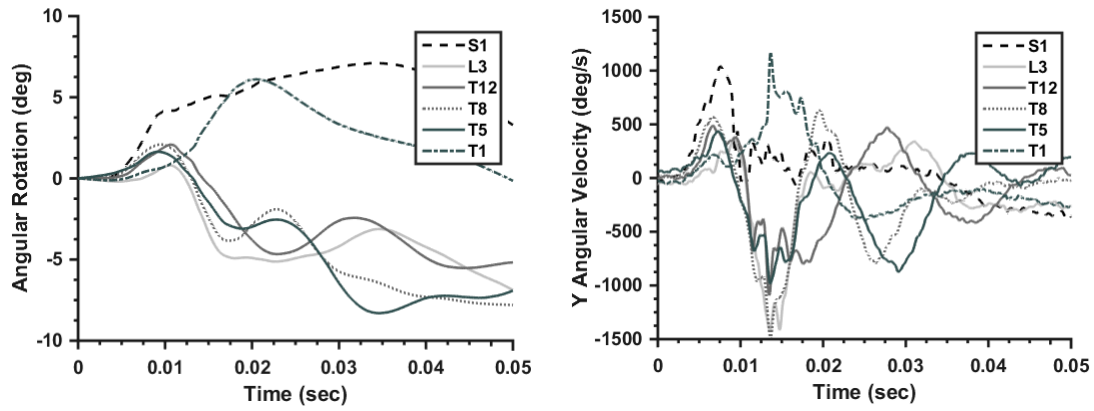 10
5
0
-5
-10
Angular Rotation (deg)
0
0.01
0.02
0.03
0.04
0.05
Time (sec)
S1
L3
T12
T8
T5
T1
1500
1000
500
0
-500
-1000
-1500
Y Angular Velocity (deg/s)
0
0.01
0.02
0.03
0.04
0.05
Time (sec)
S1
L3
T12
T8
T5
T1